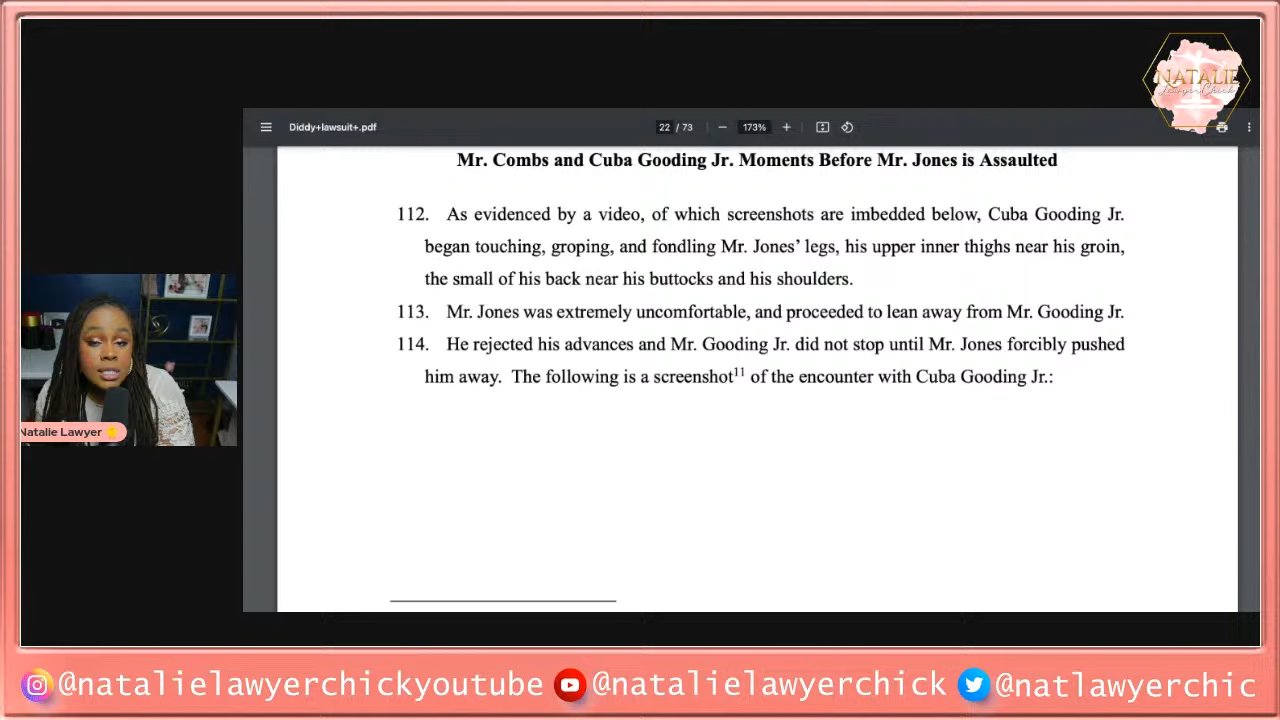 NATALIE
LawyerChick
Diddy+lawsuit+.pdf
22 / 73
173%
Mr. Combs and Cuba Gooding Jr. Moments Before Mr. Jones is Assaulted
112. As evidenced by a video, of which screenshots are imbedded below, Cuba Gooding Jr.
began touching, groping, and fondling Mr. Jones’ legs, his upper inner thighs near his groin,
the small of his back near his buttocks and his shoulders.
113. Mr. Jones was extremely uncomfortable, and proceeded to lean away from Mr. Gooding Jr.
114. He rejected his advances and Mr. Gooding Jr. did not stop until Mr. Jones forcibly pushed
him away. The following is a screenshot11 of the encounter with Cuba Gooding Jr.:
Natalie Lawyer
@natalielawyerchickyoutube @natalielawyerchick @natlawyerchic